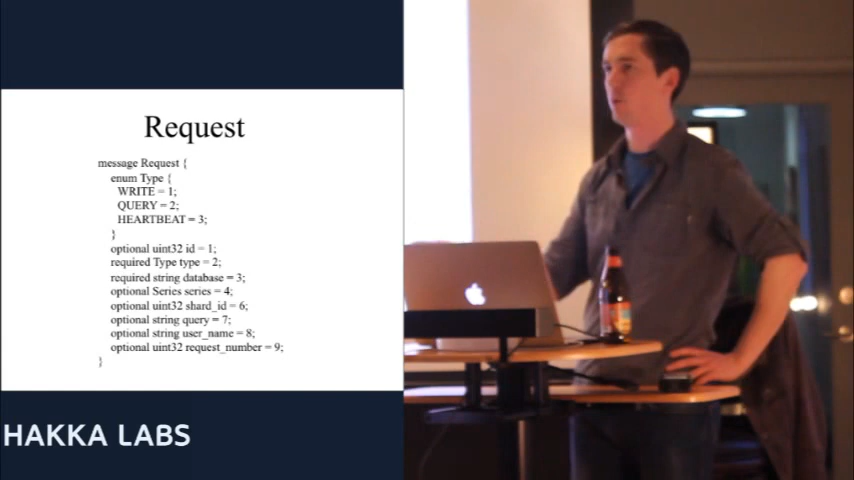 Request
message Request {
enum Type {
WRITE = 1;
QUERY = 2;
HEARTBEAT = 3;
}
optional uint32 id = 1;
required Type type = 2;
required string database = 3;
optional Series series = 4;
optional uint32 shard_id = 6;
optional string query = 7;
optional string user_name = 8;
optional uint32 request_number = 9;
}
HAKKA LABS